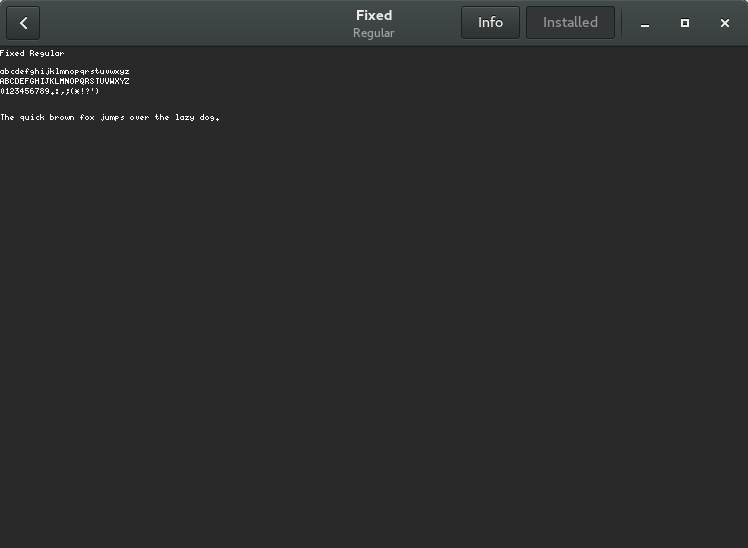 Fixed
Regular
Info
Installed
Fixed Regular
abcdefghijklmnopqrstuvwxyz
ABCDEFGHIJKLMNOPQRSTUVWXYZ
0123456789.:,;(*!?')
The quick brown fox jumps over the lazy dog.